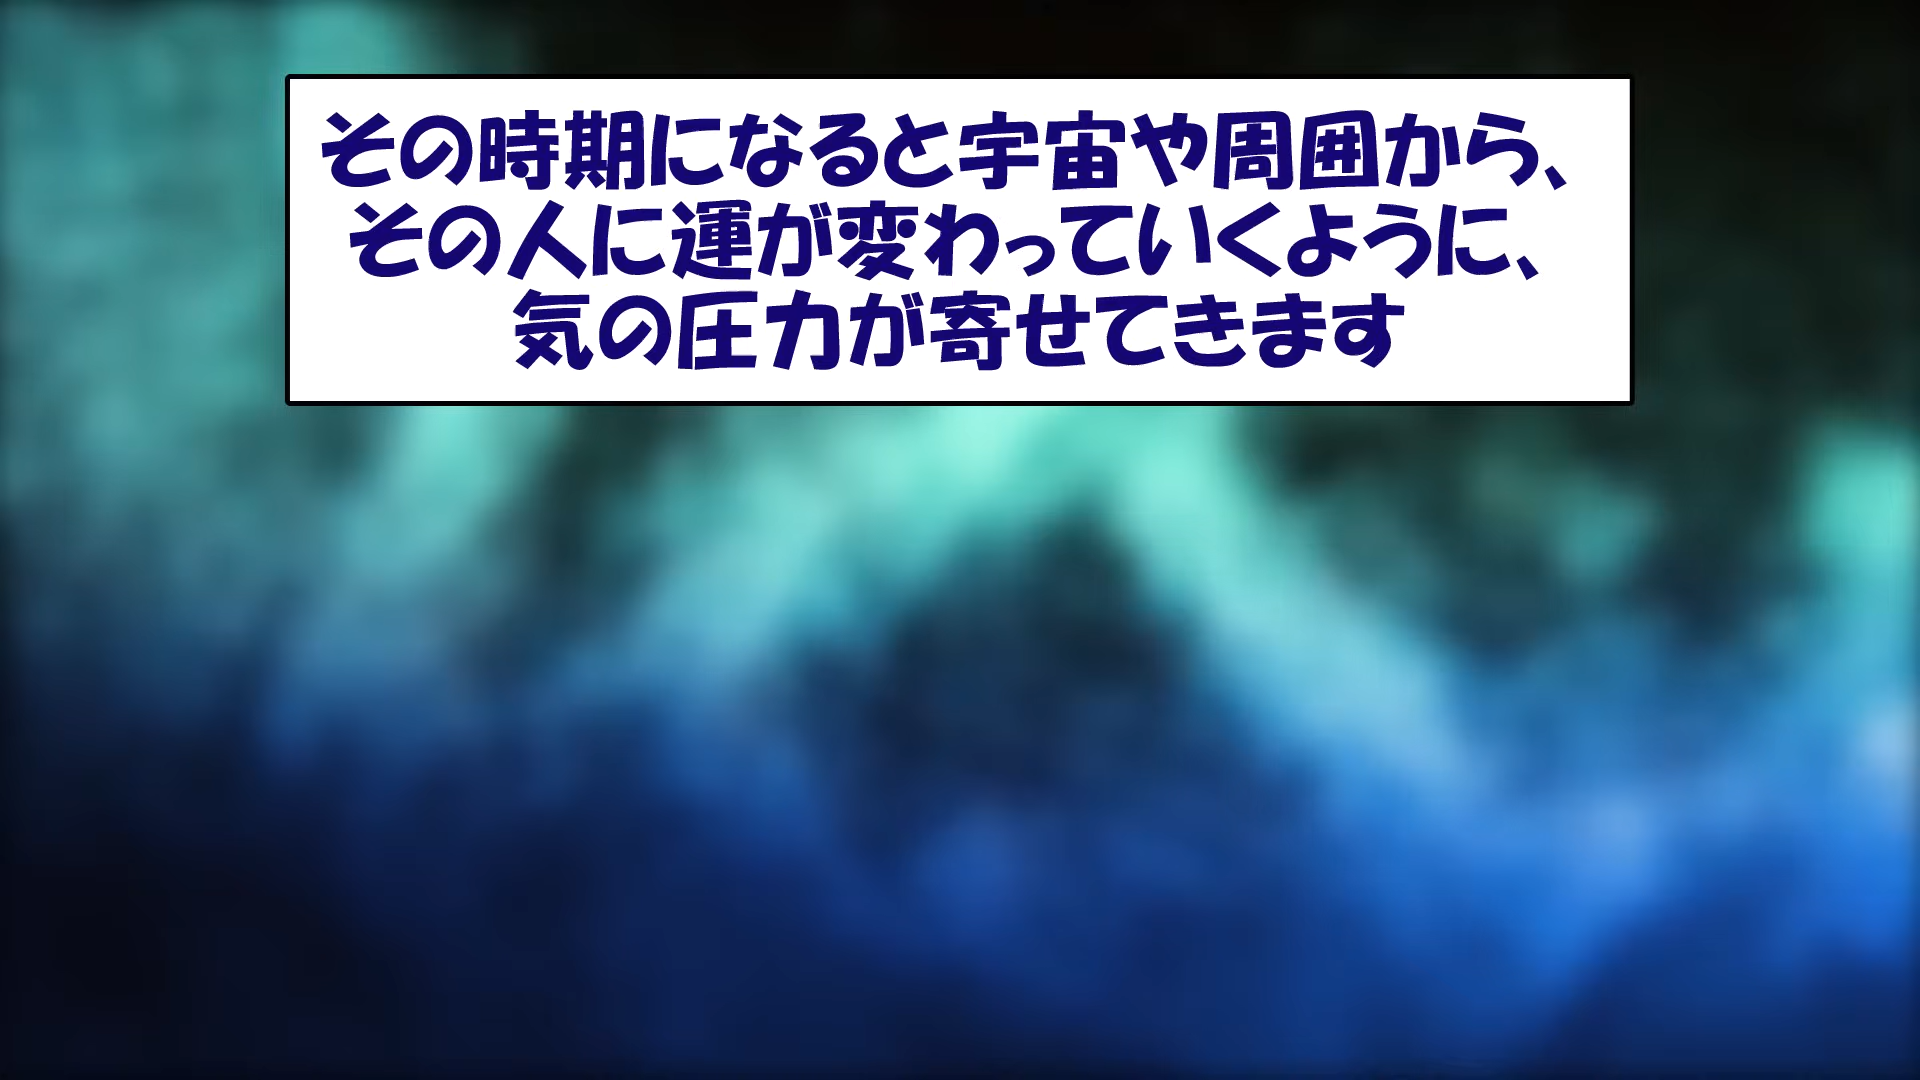 その時期になると宇宙や周囲から、
その人に運が変わっていくように、
気の圧力が寄せてきます